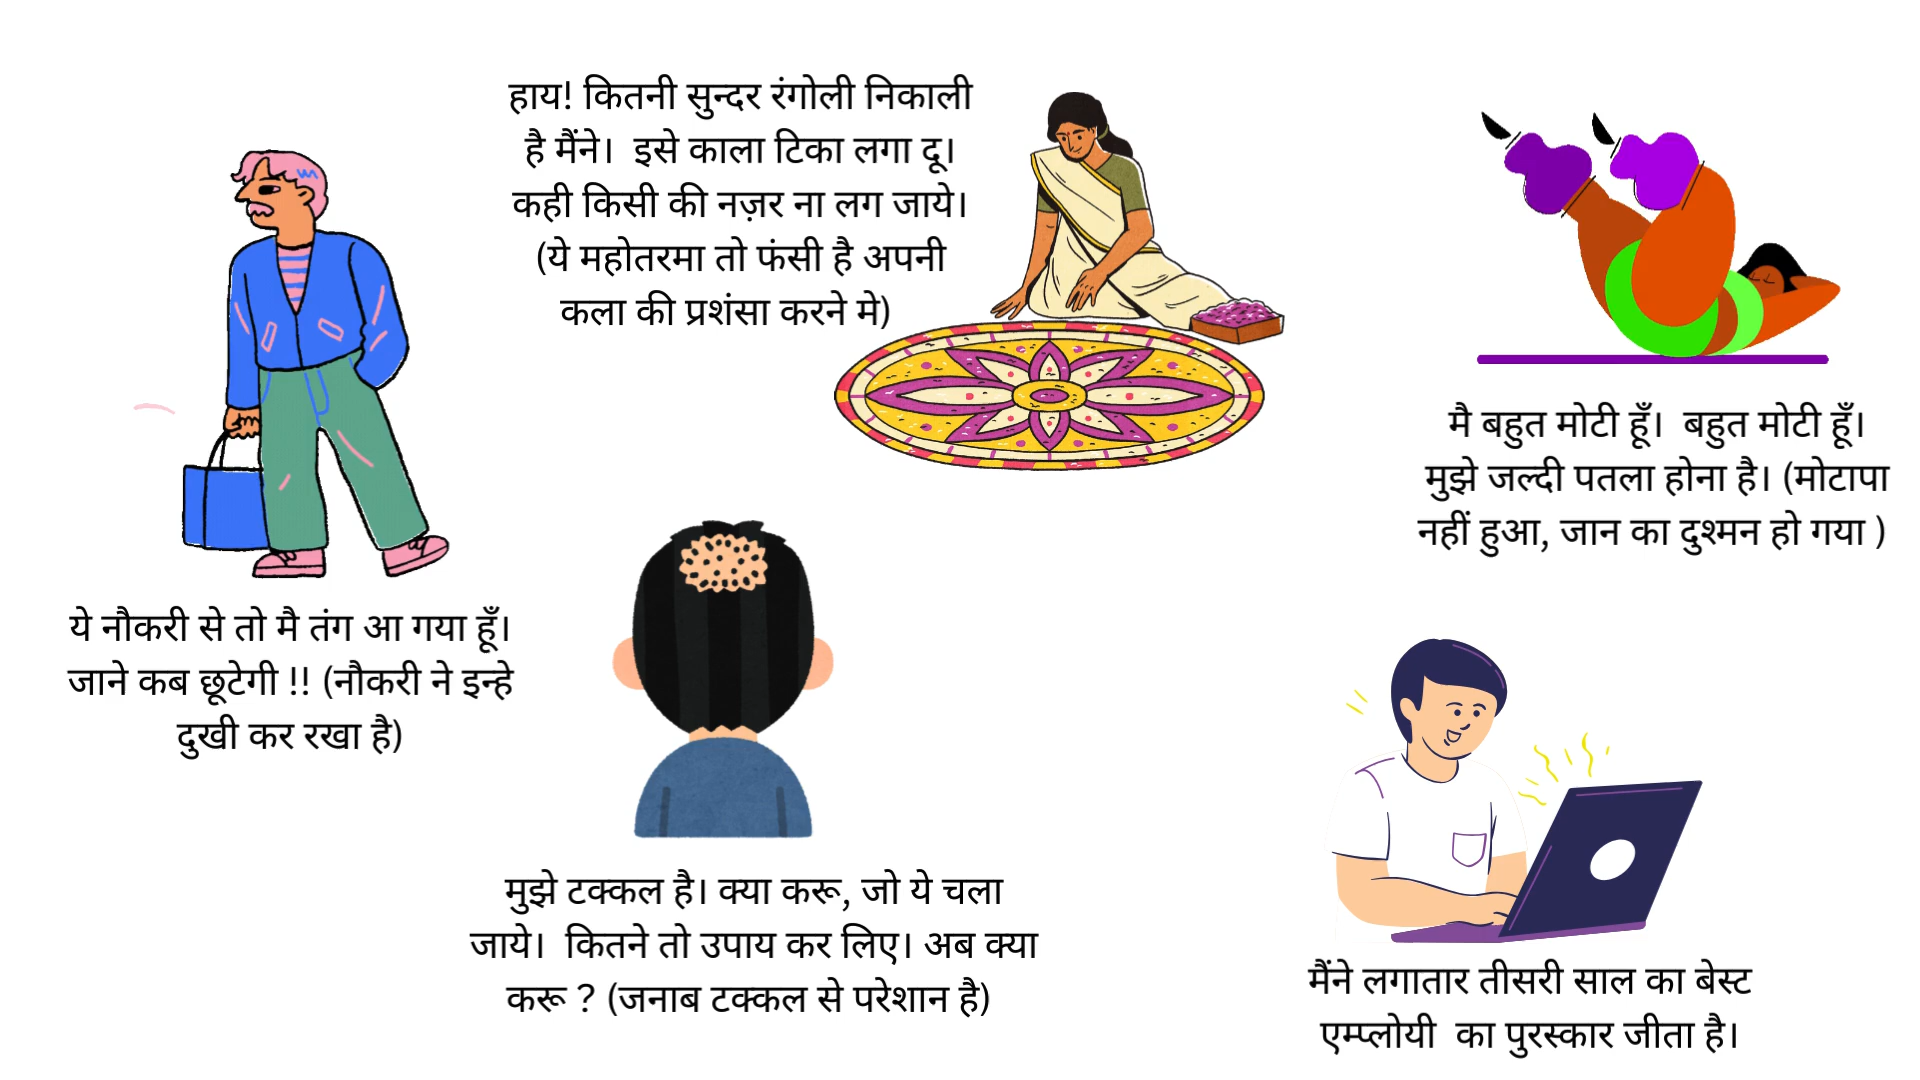 हाय! कितनी सुन्दर रंगोली निकाली
है मैंने।  इसे काला टिका लगा दू।
कही किसी की नज़र ना लग जाये।
(ये महोतरमा तो फंसी है अपनी
कला की प्रशंसा करने मे)
मै बहुत मोटी हूँ।  बहुत मोटी हूँ।
मुझे जल्दी पतला होना है। (मोटापा
नहीं हुआ, जान का दुश्मन हो गया )
ये नौकरी से तो मै तंग आ गया हूँ।
जाने कब छूटेगी !! (नौकरी ने इन्हे
दुखी कर रखा है)
मुझे टक्कल है। क्या करू, जो ये चला
जाये।  कितने तो उपाय कर लिए। अब क्या
करू ? (जनाब टक्कल से परेशान है)
मैंने लगातार तीसरी साल का बेस्ट
एम्प्लोयी  का पुरस्कार जीता है।